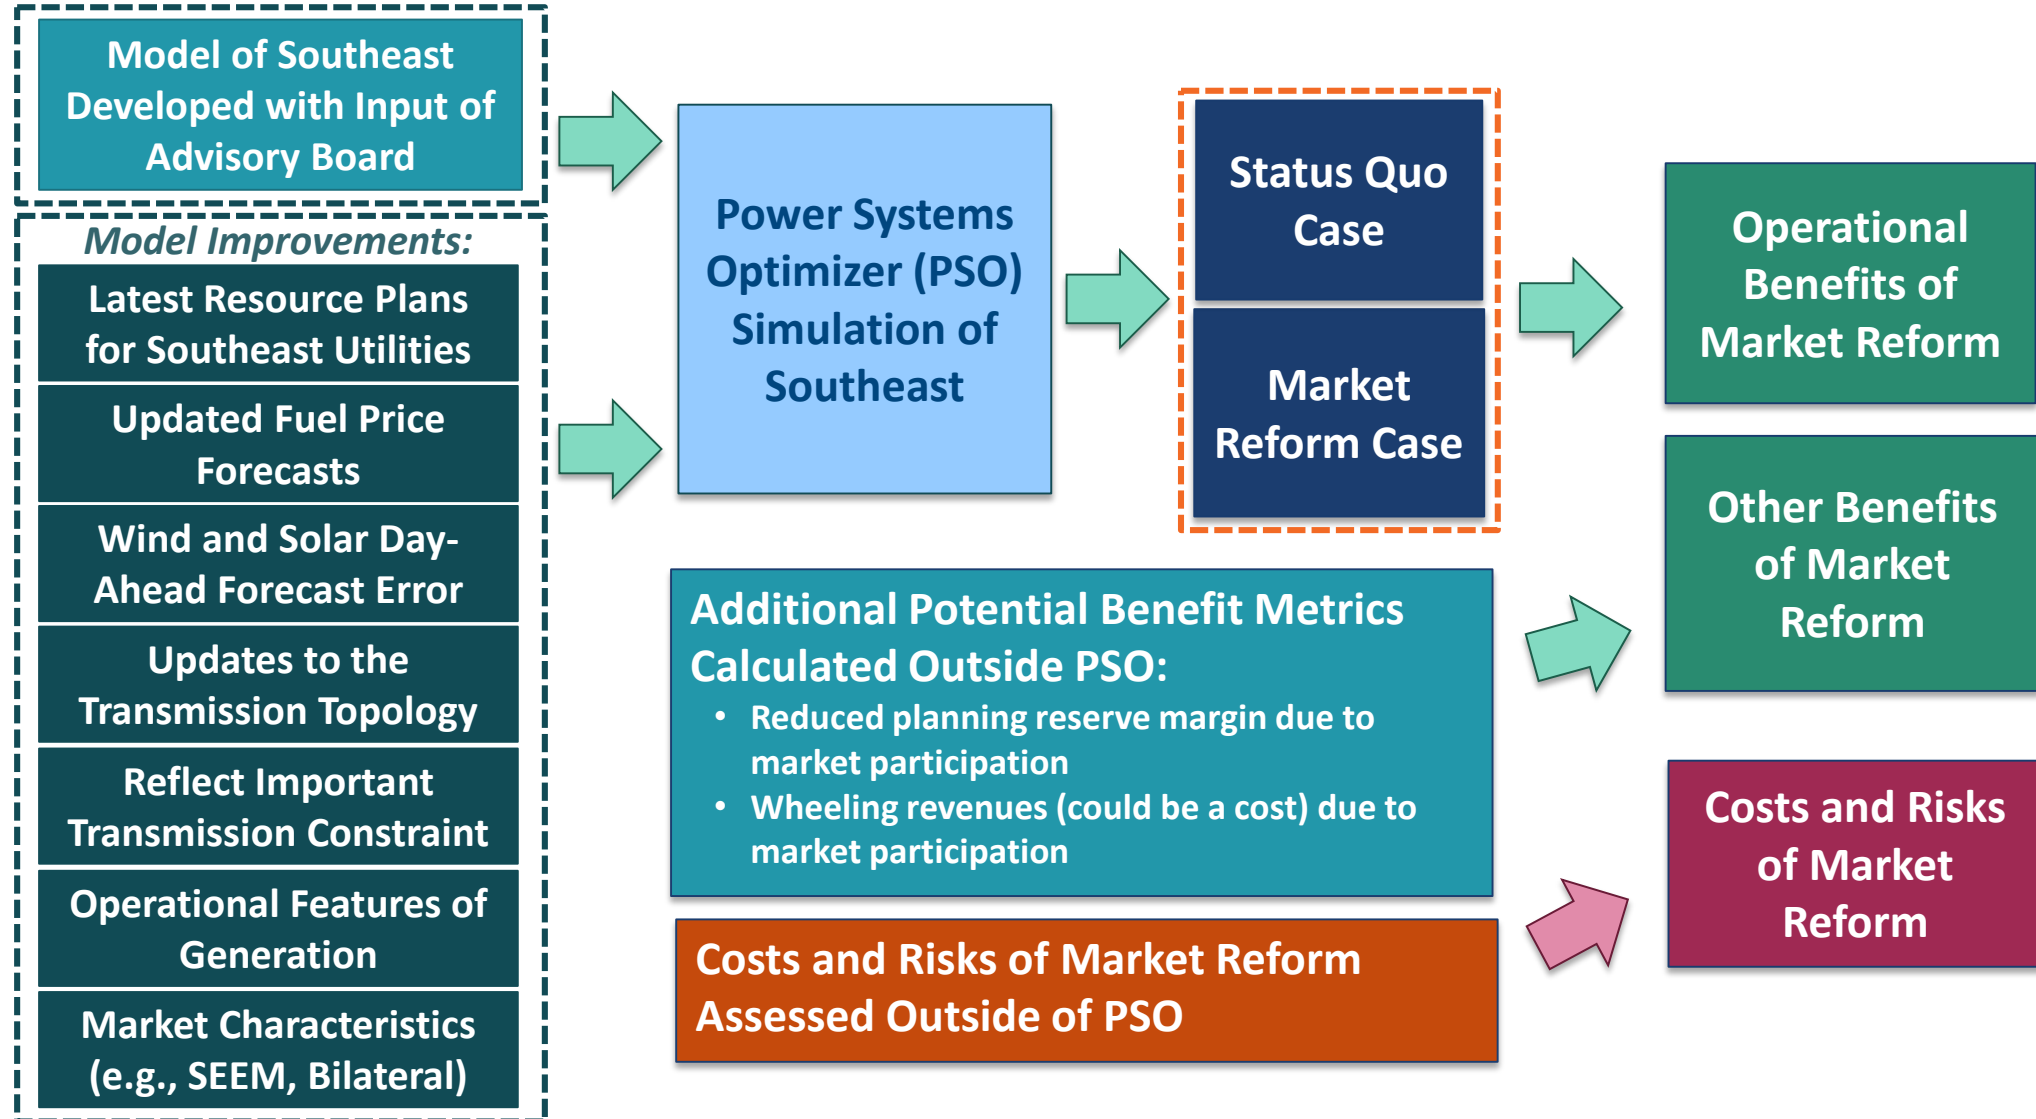 Model of Southeast
Developed with Input of
Advisory Board
Model Improvements:
Latest Resource Plans
for Southeast Utilities
Updated Fuel Price
Forecasts
Wind and Solar Day-
Ahead Forecast Error
Updates to the
Transmission Topology
Reflect Important
Transmission Constraint
Operational Features of
Generation
Market Characteristics
(e.g., SEEM, Bilateral)
Power Systems
Optimizer (PSO)
Simulation of
Southeast
Status Quo
Case
Market
Reform Case
Operational
Benefits of
Market Reform
Additional Potential Benefit Metrics
Calculated Outside PSO:
• Reduced planning reserve margin due to
market participation
• Wheeling revenues (could be a cost) due to
market participation
Other Benefits
of Market
Reform
Costs and Risks of Market Reform
Assessed Outside of PSO
Costs and Risks
of Market
Reform